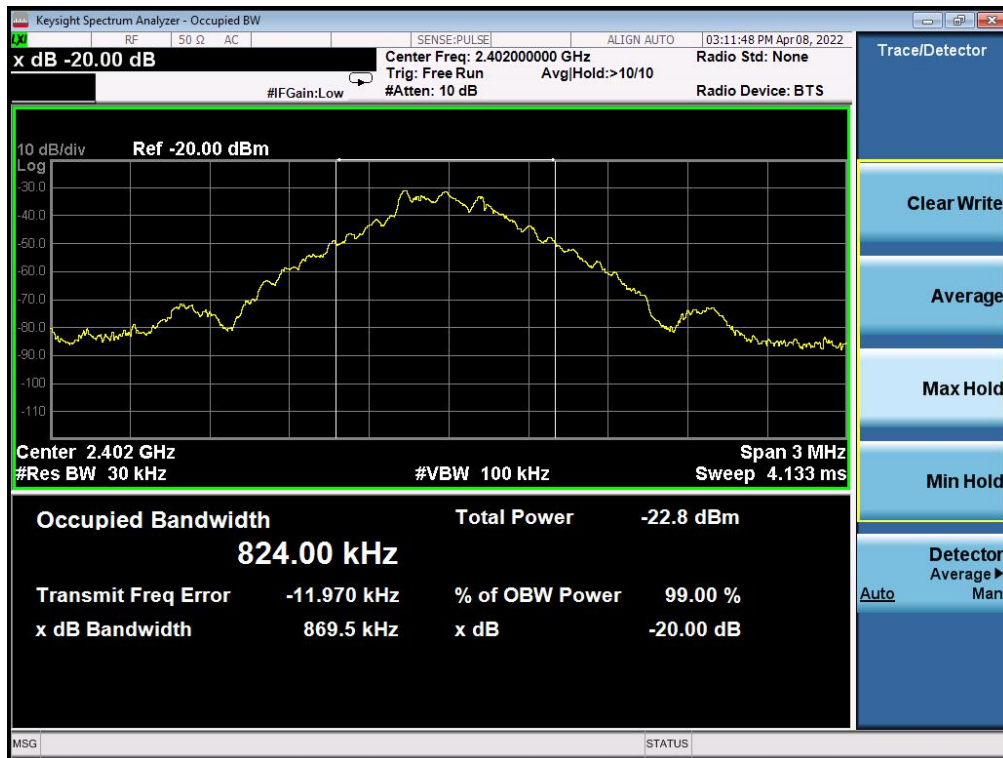 Keysight Spectrum Analyzer - Occupied BW
LXI RF 50 Ω AC SENSE:PULSE ALIGN AUTO 03:11:48 PM Apr 08, 2022
x dB -20.00 dB
Center Freq: 2.402000000 GHz
Radio Std: None
Trig: Free Run Avg|Hold:>10/10
#IFGain:Low
#Atten: 10 dB
Radio Device: BTS
10 dB/div Ref -20.00 dBm
Log
-30.0
-40.0
-50.0
-60.0
-70.0
-80.0
-90.0
-100
-110
Center 2.402 GHz
Span 3 MHz
#Res BW 30 kHz
#VBW 100 kHz
Sweep 4.133 ms
Occupied Bandwidth
Total Power -22.8 dBm
824.00 kHz
Transmit Freq Error -11.970 kHz
% of OBW Power 99.00 %
x dB Bandwidth 869.5 kHz
x dB -20.00 dB
MSG
STATUS
Trace/Detector
Clear Write
Average
Max Hold
Min Hold
Detector
Average
Auto Man